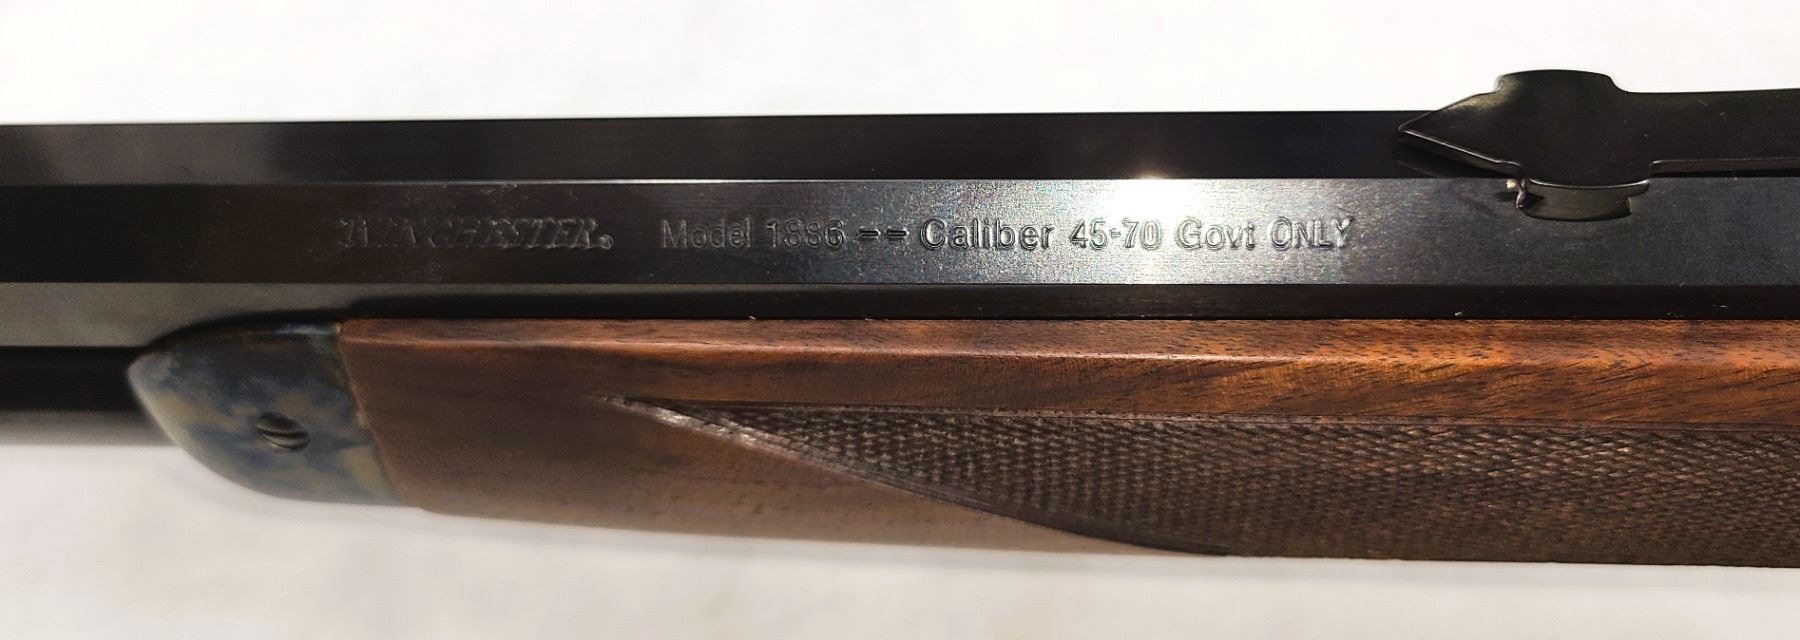 WINCHESTER® Model 1886 -- Caliber 45-70 Govt ONLY